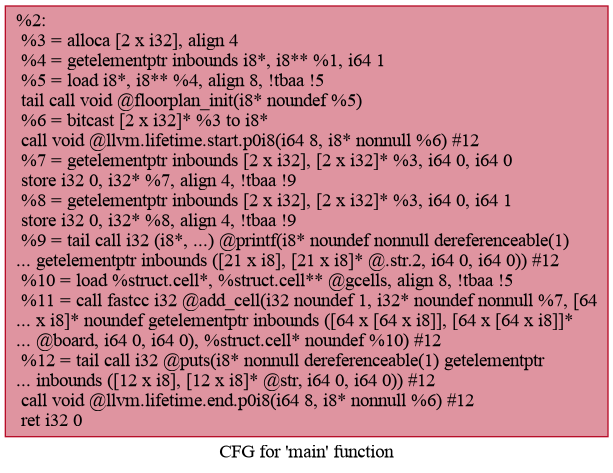 %2:
%3 = alloca [2 x i32], align 4
%4 = getelementptr inbounds i8*, i8** %1, i64 1
%5 = load i8*, i8** %4, align 8, !tbaa !5
tail call void @floorplan_init(i8* noundef %5)
%6 = bitcast [2 x i32]* %3 to i8*
call void @llvm.lifetime.start.p0i8(i64 8, i8* nonnull %6) #12
%7 = getelementptr inbounds [2 x i32], [2 x i32]* %3, i64 0, i64 0
store i32 0, i32* %7, align 4, !tbaa !9
%8 = getelementptr inbounds [2 x i32], [2 x i32]* %3, i64 0, i64 1
store i32 0, i32* %8, align 4, !tbaa !9
%9 = tail call i32 (i8*, ...) @printf(i8* noundef nonnull dereferenceable(1)
... getelementptr inbounds ([21 x i8], [21 x i8]* @.str.2, i64 0, i64 0)) #12
%10 = load %struct.cell*, %struct.cell** @gcells, align 8, !tbaa !5
%11 = call fastcc i32 @add_cell(i32 noundef 1, i32* noundef nonnull %7, [64
... x i8]* noundef getelementptr inbounds ([64 x [64 x i8]], [64 x [64 x i8]]*
... @board, i64 0, i64 0), %struct.cell* noundef %10) #12
%12 = tail call i32 @puts(i8* nonnull dereferenceable(1) getelementptr
... inbounds ([12 x i8], [12 x i8]* @str, i64 0, i64 0)) #12
call void @llvm.lifetime.end.p0i8(i64 8, i8* nonnull %6) #12
ret i32 0
CFG for 'main' function